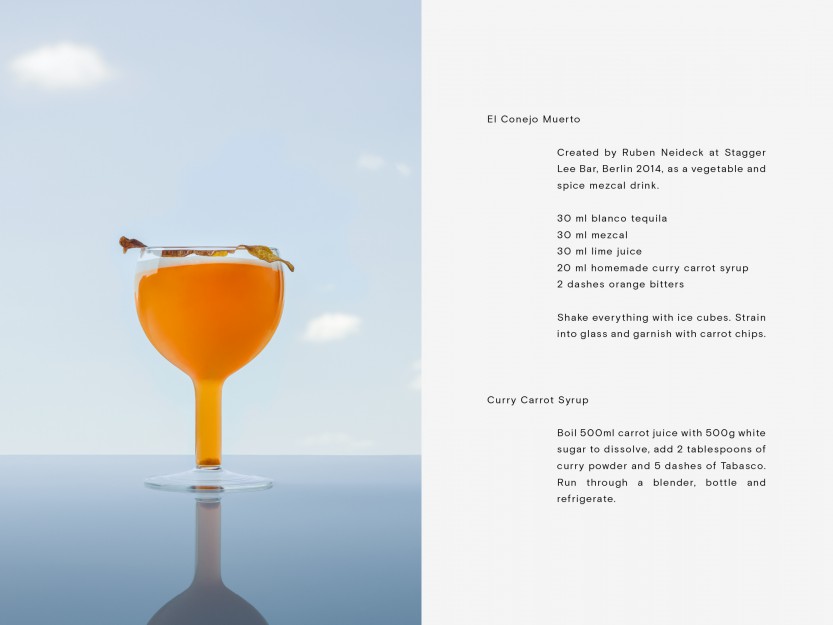 El Conejo Muerto
Created by Ruben Neideck at Stagger
Lee Bar, Berlin 2014, as a vegetable and
spice mezcal drink.
30 ml blanco tequila
30 ml mezcal
30 ml lime juice
20 ml homemade curry carrot syrup
2 dashes orange bitters
Shake everything with ice cubes. Strain
into glass and garnish with carrot chips.
Curry Carrot Syrup
Boil 500ml carrot juice with 500g white
sugar to dissolve, add 2 tablespoons of
curry powder and 5 dashes of Tabasco.
Run through a blender, bottle and
refrigerate.